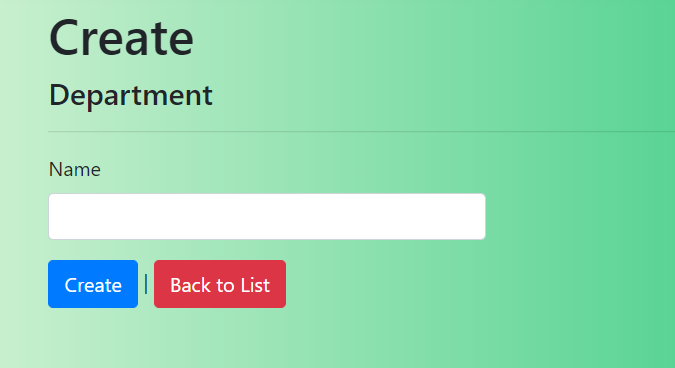 Create
Department
Name
Create | Back to List